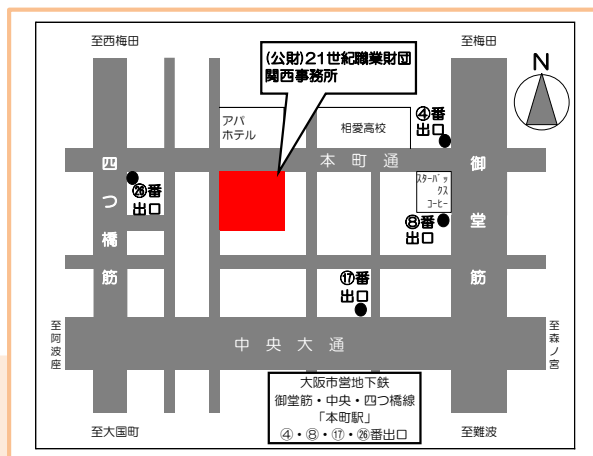 至西梅田
至梅田
(公財)21世紀職業財団
関西事務所
N
アパ
ホテル
相愛高校
④番
出口
本町通
四つ橋筋
御堂筋
㉖番
出口
スターバッ
クス
コーヒー
⑧番
出口
⑰番
出口
至阿波座
中央大通
至森ノ宮
大阪市営地下鉄
御堂筋・中央・四つ橋線
「本町駅」
④・⑧・⑰・㉖番出口
至大国町
至難波